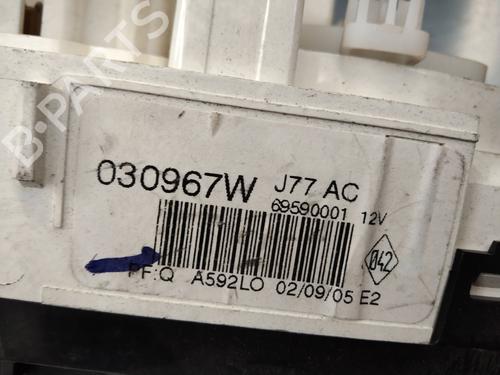 B-PARTS
030967W J77 AC
69590001 12V
042
PF:Q A592LO 02/09/05 E2